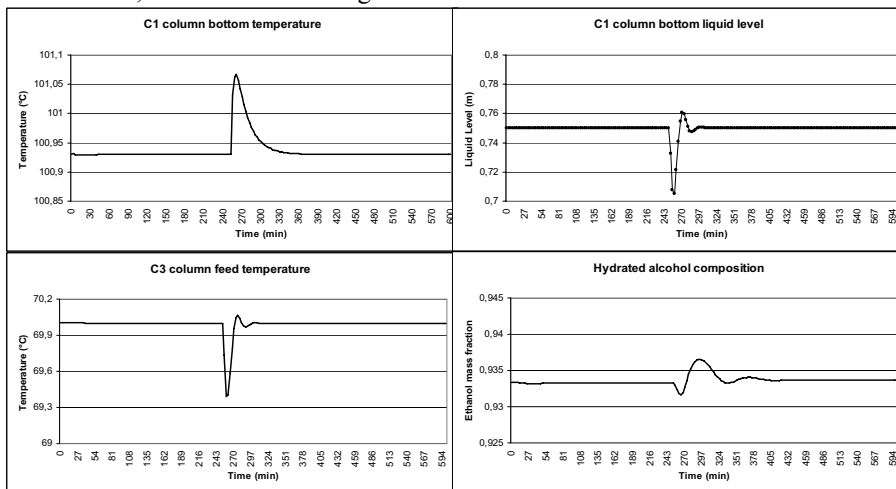 C1 column bottom temperature
101,1
101,05
101
100,95
100,9
100,85
Temperature (°C)
0 30 60 90 120 150 180 210 240 270 300 330 360 390 420 450 480 510 540 570 600
Time (min)
C1 column bottom liquid level
0,8
0,78
0,76
0,74
0,72
0,7
Liquid Level (m)
0 27 54 81 108 135 162 189 216 243 270 297 324 351 378 405 432 459 486 513 540 567 594
Time (min)
C3 column feed temperature
70,2
69,9
69,6
69,3
69
Temperature (°C)
0 27 54 81 108 135 162 189 216 243 270 297 324 351 378 405 432 459 486 513 540 567 594
Time (min)
Hydrated alcohol composition
0,945
0,94
0,935
0,93
0,925
Ethanol mass fraction
0 27 54 81 108 135 162 189 216 243 270 297 324 351 378 405 432 459 486 513 540 567 594
Time (min)